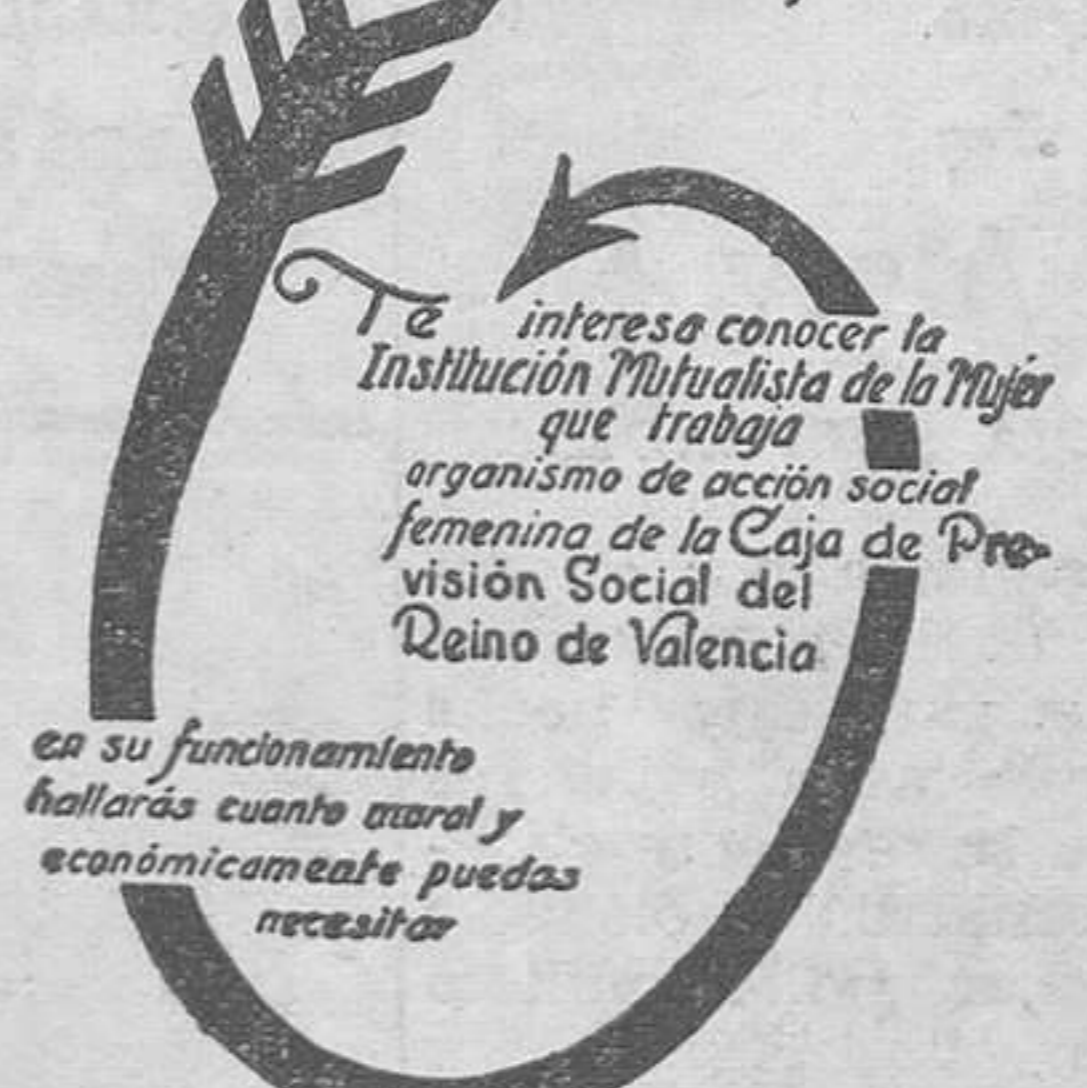 Te interesa conocer la
Institución Mutualista de la Mujer
que trabaja
organismo de acción social
femenina de la Caja de Pre-
visión Social del
Reino de Valencia
en su funcionamiento
hallarás cuanto moral y
económicamente puedas
necesitar